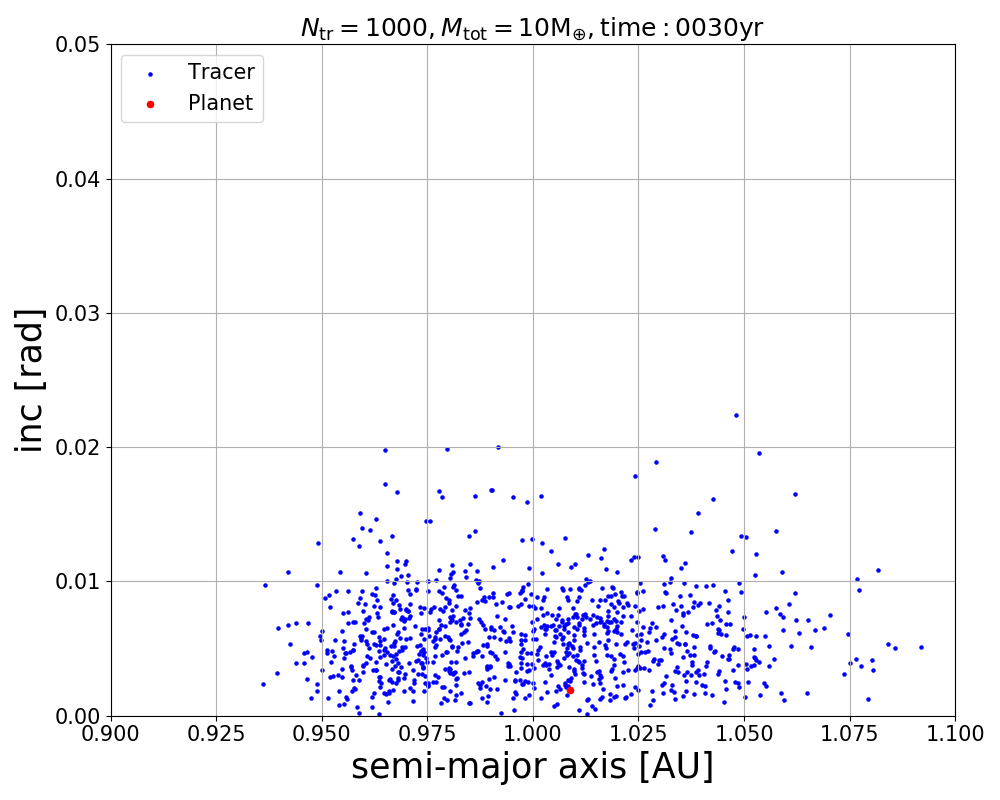 N_tr = 1000, M_tot = 10M_⊕, time : 0030yr
Tracer
Planet
0.05
0.04
0.03
0.02
0.01
0.00
inc [rad]
0.900 0.925 0.950 0.975 1.000 1.025 1.050 1.075 1.100
semi-major axis [AU]